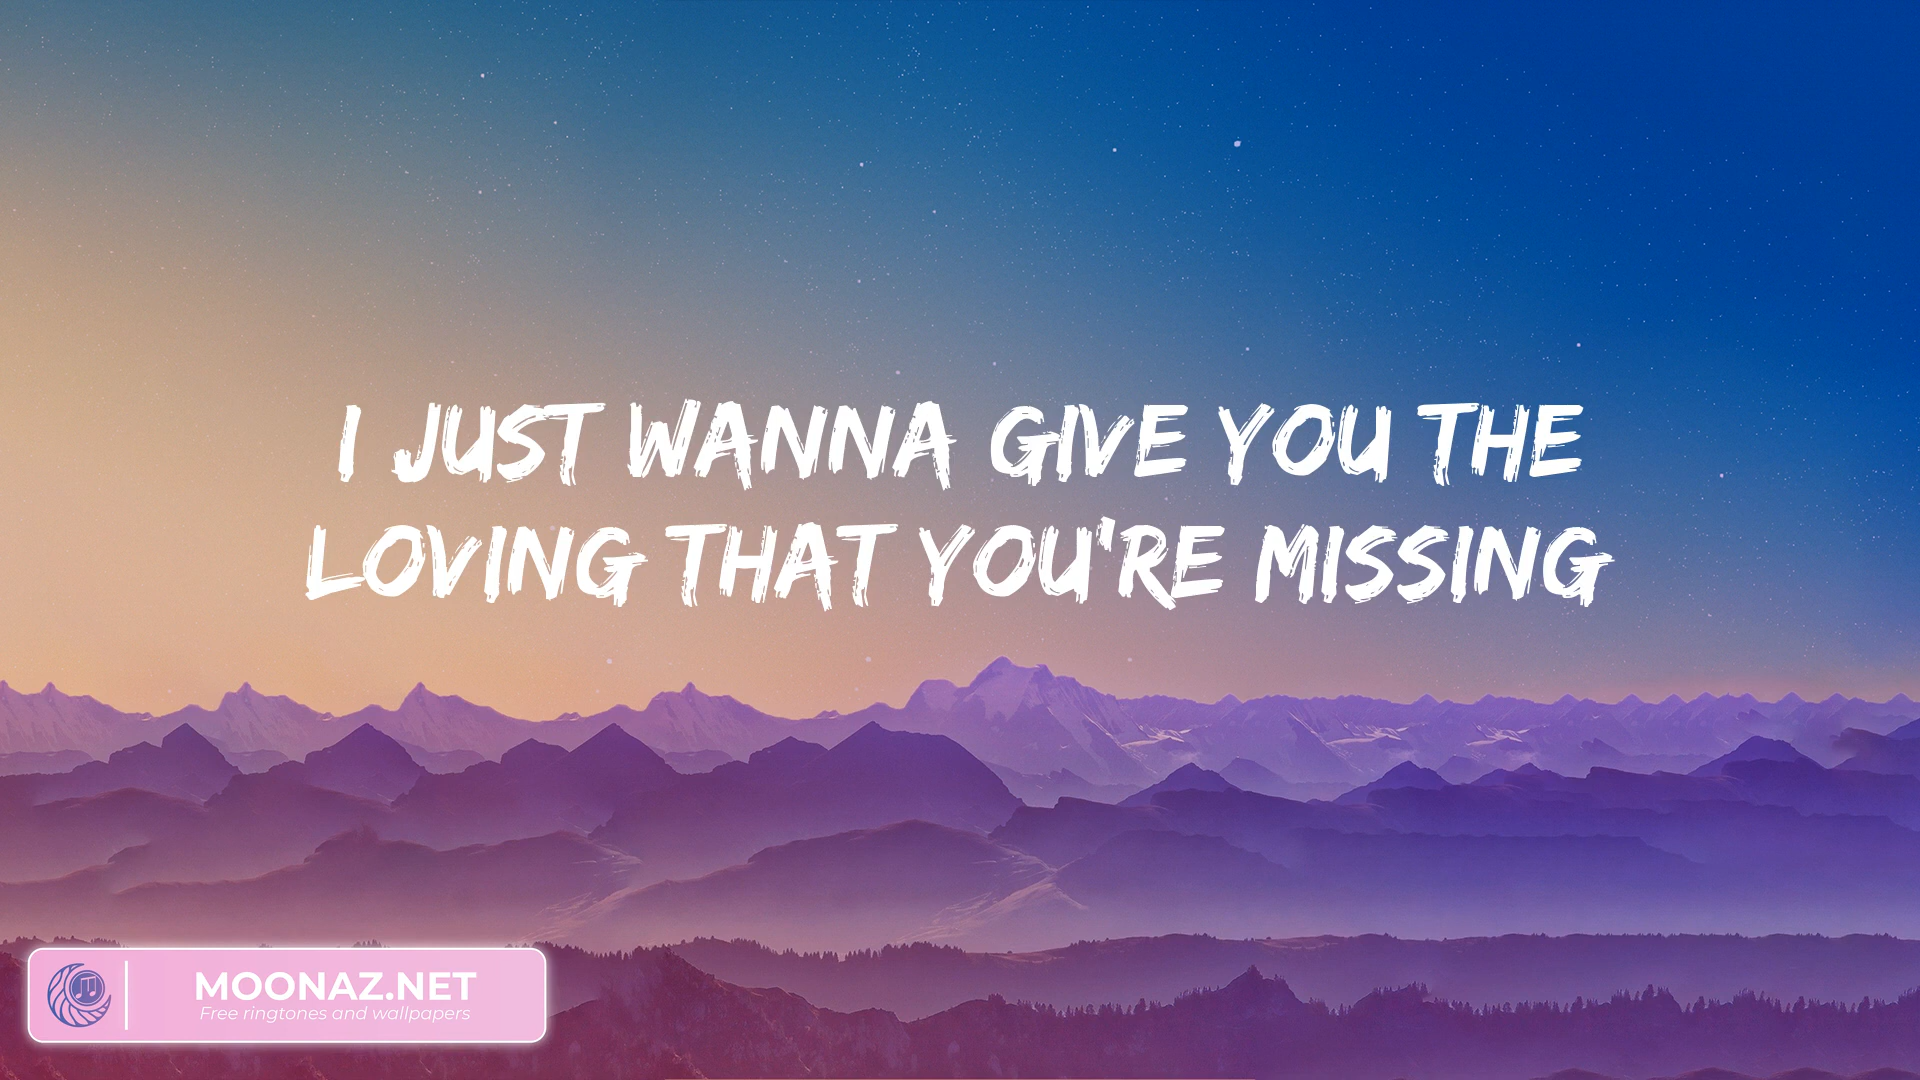 I JUST WANNA GIVE YOU THE
LOVING THAT YOU'RE MISSING
MOONAZ.NET
Free ringtones and wallpapers